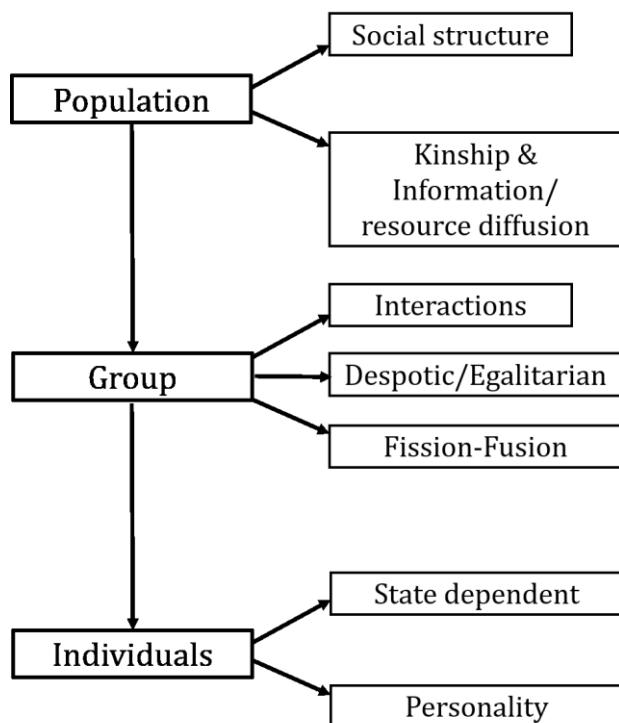 Social structure
Population
Kinship &
Information/
resource diffusion
Interactions
Group
Despotic/Egalitarian
Fission-Fusion
State dependent
Individuals
Personality